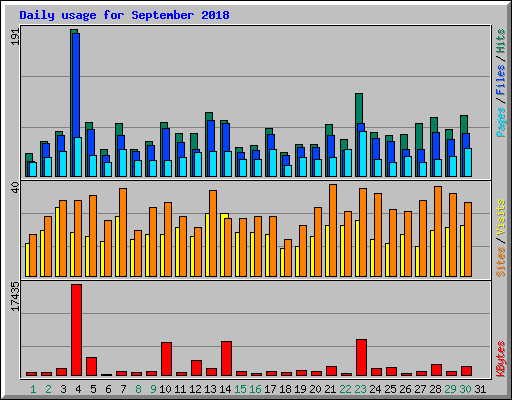 Daily usage for September 2018
191
Pages / Files / Hits
40
Sites / Visits
17435
KBytes
1 2 3 4 5 6 7 8 9 10 11 12 13 14 15 16 17 18 19 20 21 22 23 24 25 26 27 28 29 30 31